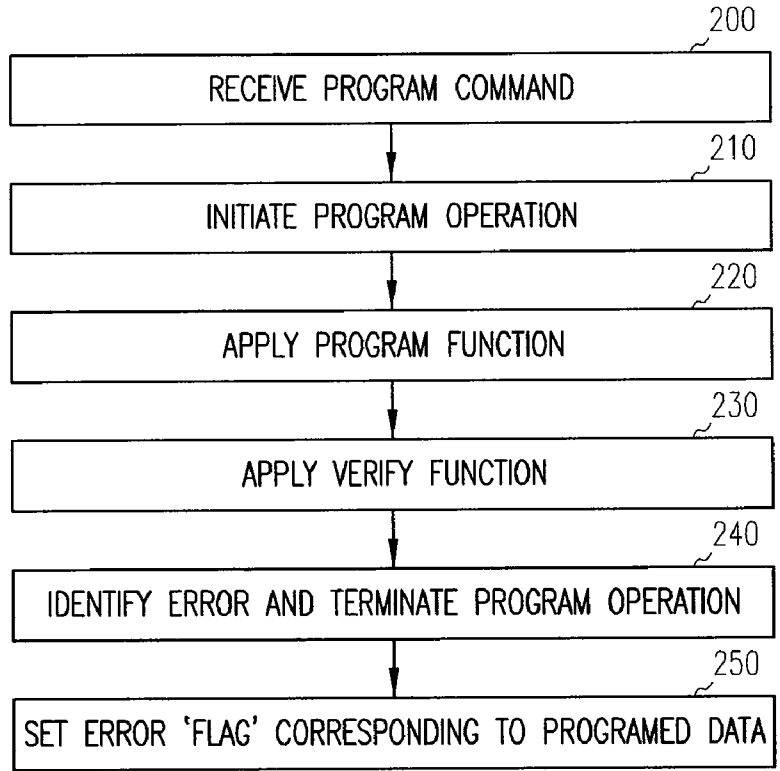 200
RECEIVE PROGRAM COMMAND
210
INITIATE PROGRAM OPERATION
220
APPLY PROGRAM FUNCTION
230
APPLY VERIFY FUNCTION
240
IDENTIFY ERROR AND TERMINATE PROGRAM OPERATION
250
SET ERROR 'FLAG' CORRESPONDING TO PROGRAMED DATA